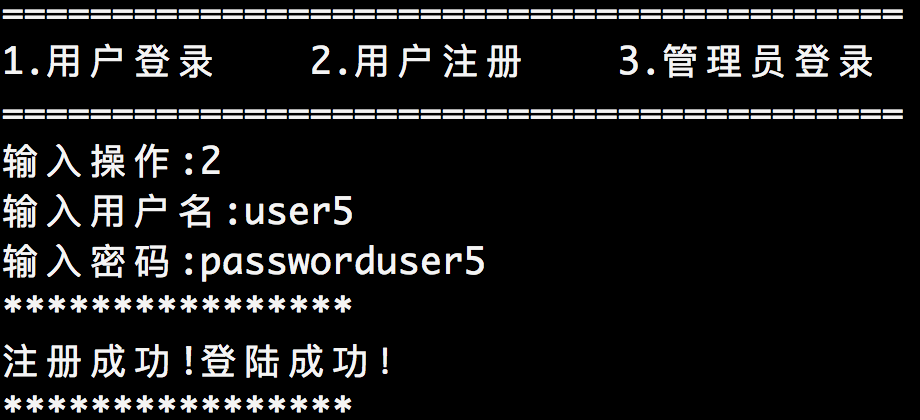 =========================================
1.用户登录    2.用户注册    3.管理员登录
=========================================
输入操作:2
输入用户名:user5
输入密码:passworduser5
****************
注册成功!登陆成功!
****************